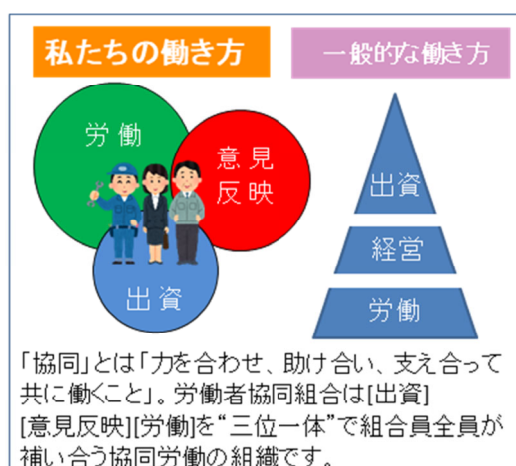 私たちの働き方
一般的な働き方
労働
意見
反映
出資
出資
経営
労働
「協同」とは「力を合わせ、助け合い、支え合って
共に働くこと」。労働者協同組合は[出資]
[意見反映][労働]を“三位一体”で組合員全員が
補い合う協同労働の組織です。